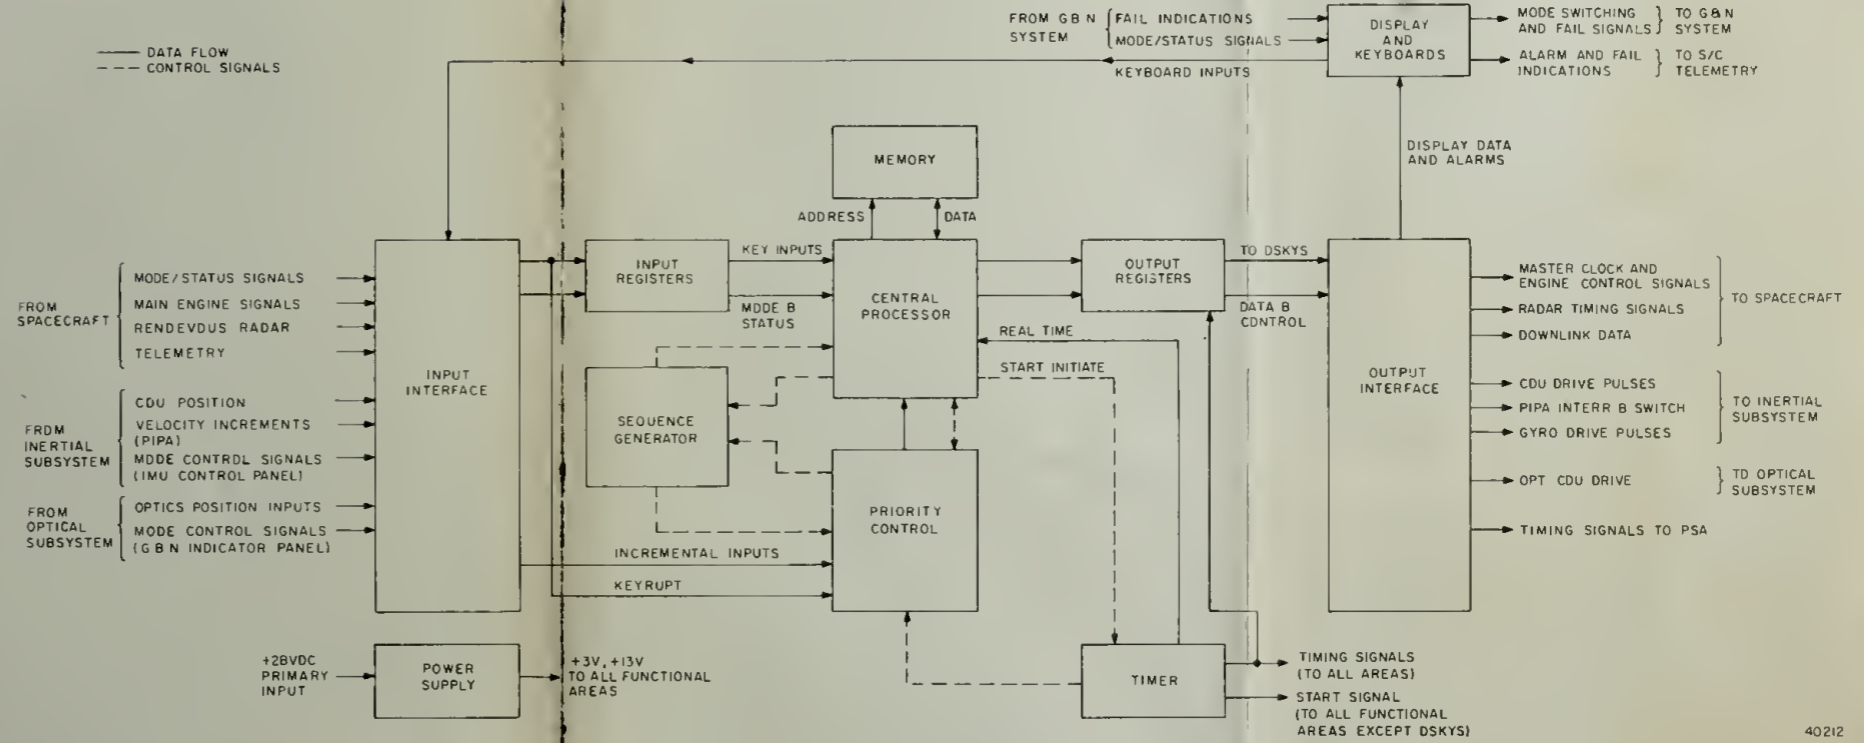 DATA FLOW
CONTROL SIGNALS
FROM G&N
SYSTEM
FAIL INDICATIONS
MODE/STATUS SIGNALS
KEYBOARD INPUTS
DISPLAY
AND
KEYBOARDS
MODE SWITCHING
AND FAIL SIGNALS
TO G&N
SYSTEM
ALARM AND FAIL
INDICATIONS
TO S/C
TELEMETRY
DISPLAY DATA
AND ALARMS
MEMORY
ADDRESS
DATA
FROM
SPACECRAFT
MODE/STATUS SIGNALS
MAIN ENGINE SIGNALS
RENDEVOUS RADAR
TELEMETRY
FROM
INERTIAL
SUBSYSTEM
CDU POSITION
VELOCITY INCREMENTS
(PIPA)
MODE CONTROL SIGNALS
(IMU CONTROL PANEL)
FROM
OPTICAL
SUBSYSTEM
OPTICS POSITION INPUTS
MODE CONTROL SIGNALS
(G&N INDICATOR PANEL)
INPUT
INTERFACE
INPUT
REGISTERS
KEY INPUTS
MODE &
STATUS
SEQUENCE
GENERATOR
CENTRAL
PROCESSOR
PRIORITY
CONTROL
INCREMENTAL INPUTS
KEYRUPT
REAL TIME
START INITIATE
OUTPUT
REGISTERS
TO DSKYS
DATA &
CONTROL
OUTPUT
INTERFACE
MASTER CLOCK AND
ENGINE CONTROL SIGNALS
RADAR TIMING SIGNALS
DOWNLINK DATA
TO SPACECRAFT
CDU DRIVE PULSES
PIPA INTERR & SWITCH
GYRO DRIVE PULSES
TO INERTIAL
SUBSYSTEM
OPT CDU DRIVE
TO OPTICAL
SUBSYSTEM
TIMING SIGNALS TO PSA
+28VDC
PRIMARY
INPUT
POWER
SUPPLY
+3V, +13V
TO ALL FUNCTIONAL
AREAS
TIMER
TIMING SIGNALS
(TO ALL AREAS)
START SIGNAL
(TO ALL FUNCTIONAL
AREAS EXCEPT DSKYS)
40212